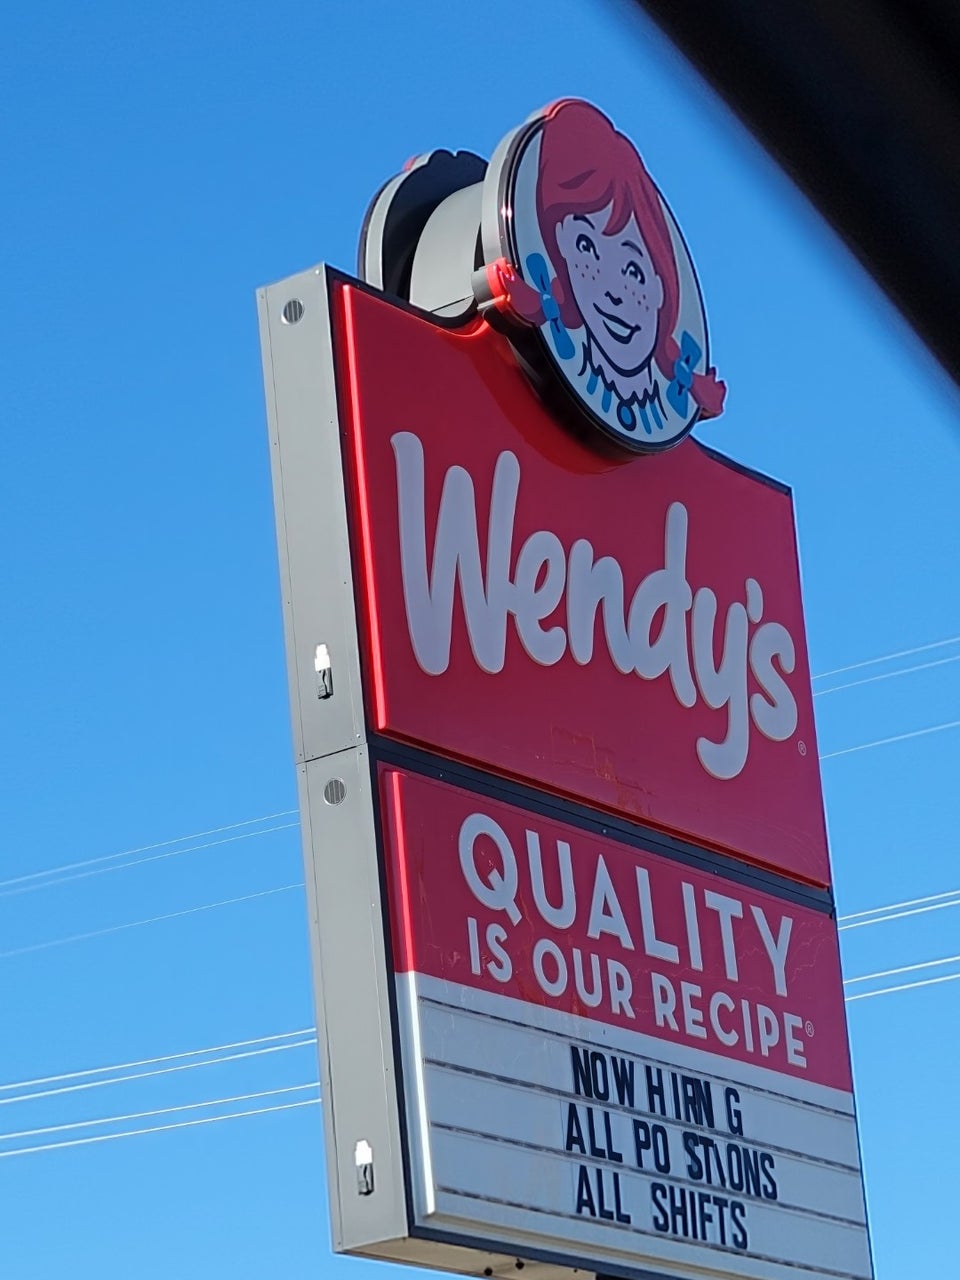 Wendy's®
QUALITY
IS OUR RECIPE®
NOW HIRN G
ALL PO STIONS
ALL SHIFTS